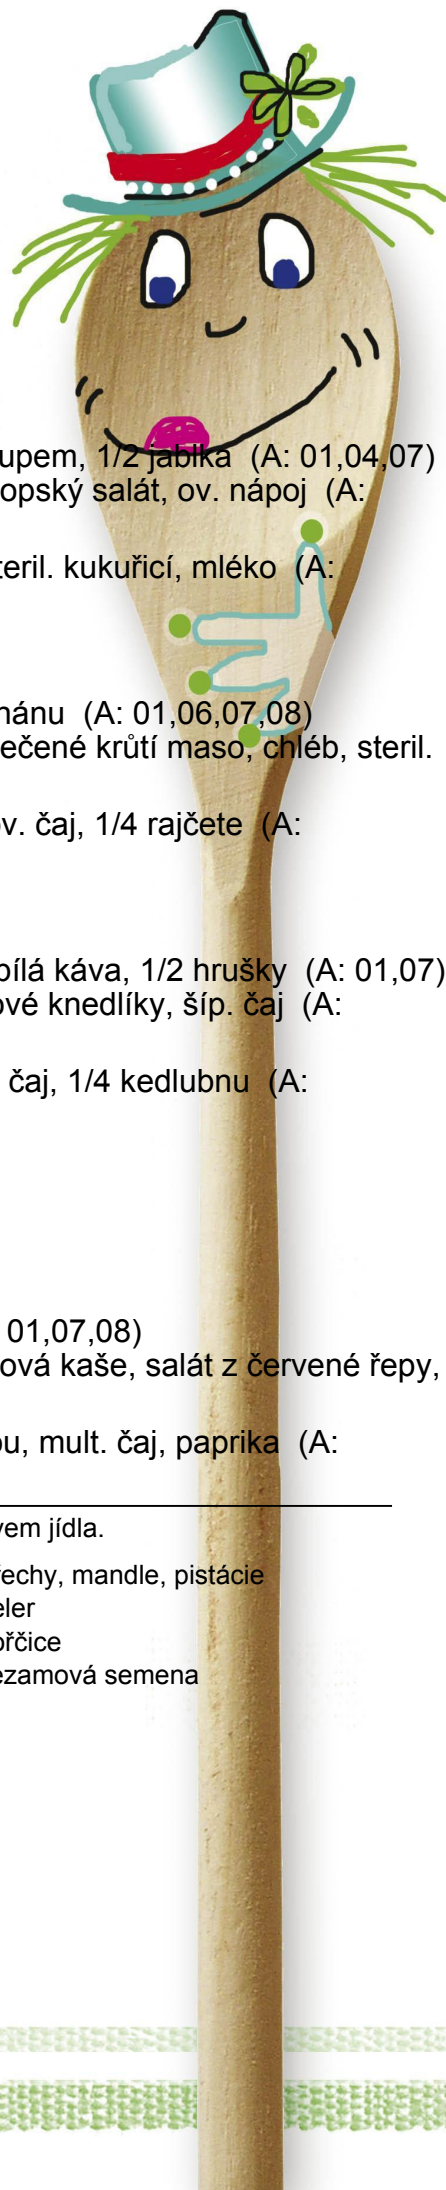 upem, 1/2 jablka (A: 01,04,07)
opský salát, ov. nápoj (A:
teril. kukuřicí, mléko (A:
nánu (A: 01,06,07,08)
ečené krůtí maso, chléb, steril.
ov. čaj, 1/4 rajčete (A:
bílá káva, 1/2 hrušky (A: 01,07)
ové knedlíky, šíp. čaj (A:
čaj, 1/4 kedlubnu (A:
01,07,08)
ová kaše, salát z červené řepy,
ou, mult. čaj, paprika (A:
vem jídla.
řechy, mandle, pistácie
eler
ořčice
ezamová semena